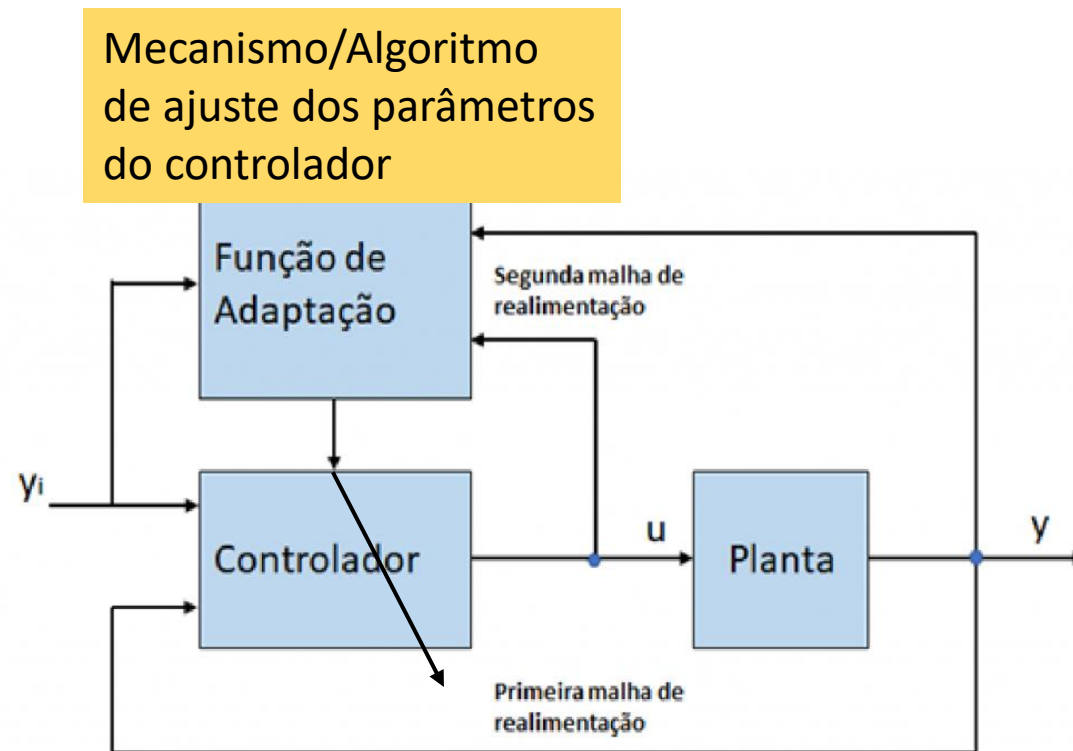 Mecanismo/Algoritmo
de ajuste dos parâmetros
do controlador
Função de
Adaptação
Segunda malha de
realimentação
yi
Controlador
u
Planta
y
Primeira malha de
realimentação